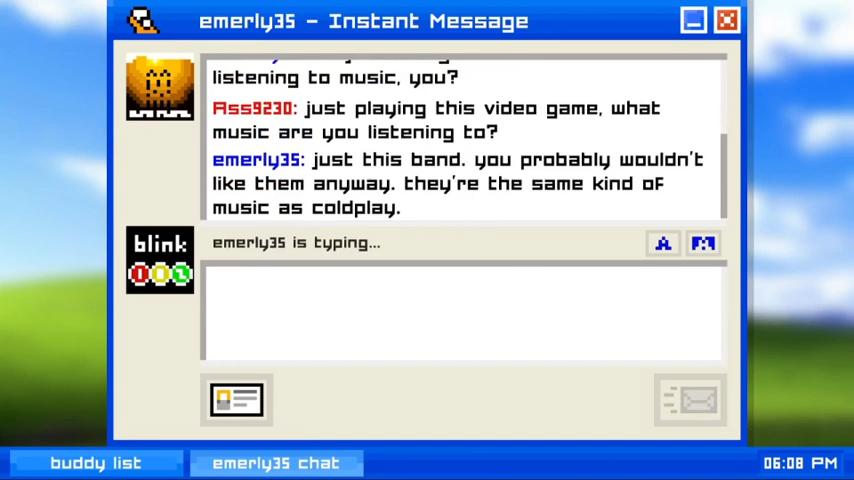 emerly35 - Instant Message
listening to music, you?
Ass9230: just playing this video game, what
music are you listening to?
emerly35: just this band. you probably wouldn't
like them anyway. they're the same kind of
music as coldplay.
blink
182
emerly35 is typing...
A
buddy list
emerly35 chat
06:08 PM